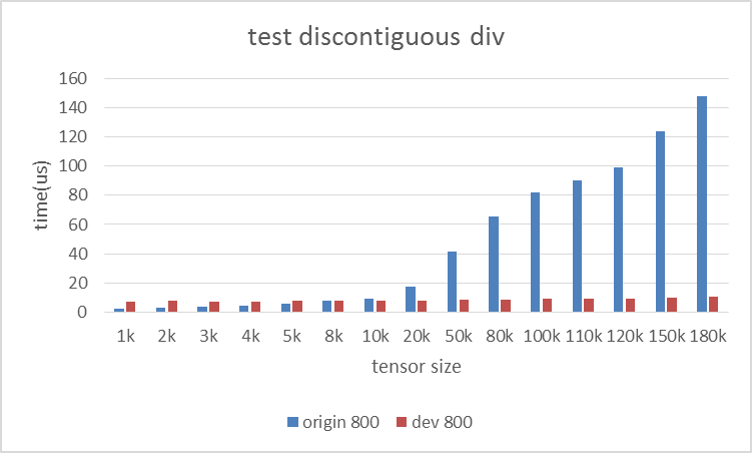 test discontiguous div
160
140
120
100
80
60
40
20
0
time(us)
1k 2k 3k 4k 5k 8k 10k 20k 50k 80k 100k 110k 120k 150k 180k
tensor size
origin 800 dev 800